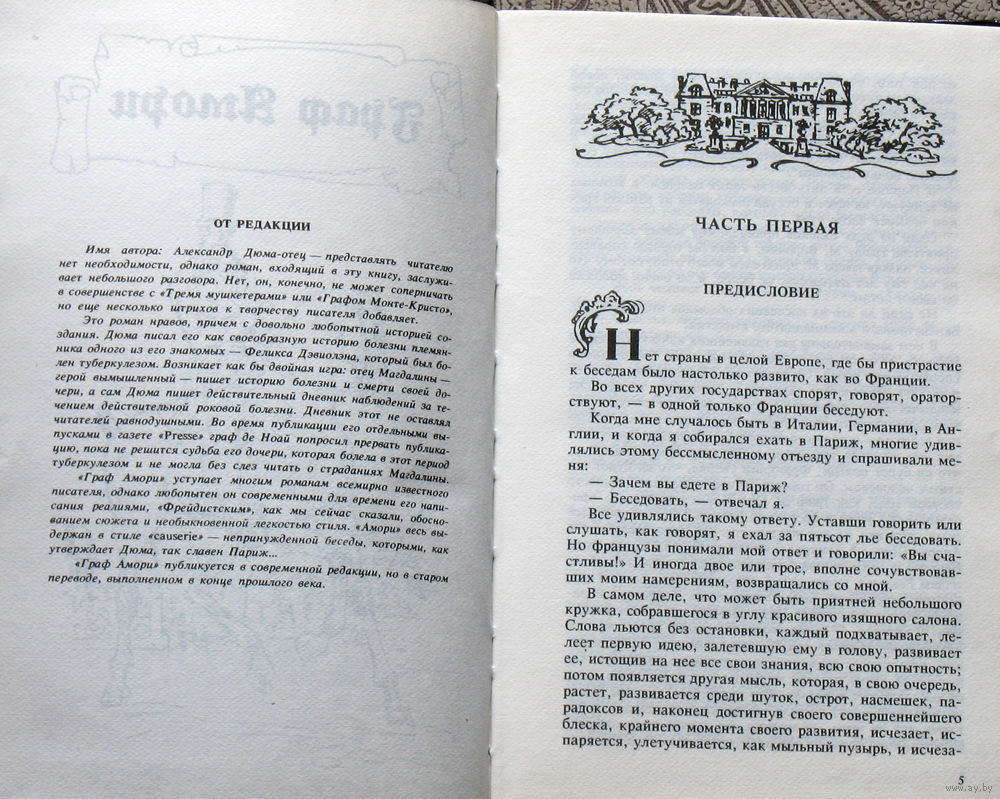 ОТ РЕДАКЦИИ
Имя автора: Александр Дюма-отец — представлять читателю
нет необходимости, однако роман, входящий в эту книгу, заслужи-
вает небольшого разговора. Нет, он, конечно, не может соперничать
в совершенстве с «Тремя мушкетерами» или «Графом Монте-Кристо»,
но еще несколько штрихов к творчеству писателя добавляет.
Это роман нравов, причем с довольно любопытной историей со-
здания. Дюма писал его как своеобразную историю болезни племян-
ника одного из его знакомых — Феликса Дэвиолэна, который был бо-
лен туберкулезом. Возникает как бы двойная игра: отец Магдалины —
герой вымышленный — пишет историю болезни и смерти своей до-
чери, а сам Дюма пишет действительный дневник наблюдений за те-
чением действительной роковой болезни. Дневник этот не оставлял
читателей равнодушными. Во время публикации его отдельными вы-
пусками в газете «Presse» граф де Ноай попросил прервать публика-
цию, пока не решится судьба его дочери, которая болела в этот период
туберкулезом и не могла без слез читать о страданиях Магдалины.
«Граф Амори» уступает многим романам всемирно известного
писателя, однако любопытен он современными для времени его напи-
сания реалиями, «Фрейдистским», как мы сейчас сказали, обосно-
ванием сюжета и необыкновенной легкостью стиля. «Амори» весь вы-
держан в стиле «causerie» — непринужденной беседы, которыми, как
утверждает Дюма, так славен Париж...
«Граф Амори» публикуется в современной редакции, но в старом
переводе, выполненном в конце прошлого века.
ЧАСТЬ ПЕРВАЯ
ПРЕДИСЛОВИЕ
Нет страны в целой Европе, где бы пристрастие
к беседам было настолько развито, как во Франции.
Во всех других государствах спорят, говорят, оратор-
ствуют, — в одной только Франции беседуют.
Когда мне случалось быть в Италии, Германии, в Ан-
глии, и когда я собирался ехать в Париж, многие удив-
лялись этому бессмысленному отъезду и спрашивали ме-
ня:
— Зачем вы едете в Париж?
— Беседовать, — отвечал я.
Все удивлялись такому ответу. Уставши говорить или
слушать, как говорят, я ехал за пятьсот лье беседовать.
Но французы понимали мой ответ и говорили: «Вы сча-
стливы!» И иногда двое или трое, вполне сочувствовав-
ших моим намерениям, возвращались со мной.
В самом деле, что может быть приятней небольшого
кружка, собравшегося в углу красивого изящного салона.
Слова льются без остановки, каждый подхватывает, ле-
леет первую идею, залетевшую ему в голову, развивает
ее, истощив на нее все свои знания, всю свою опытность;
потом появляется другая мысль, которая, в свою очередь,
растет, развивается среди шуток, острот, насмешек, па-
радоксов и, наконец достигнув своего совершеннейшего
блеска, крайнего момента своего развития, исчезает, ис-
паряется, улетучивается, как мыльный пузырь, и исчеза-
5
www.ay.by